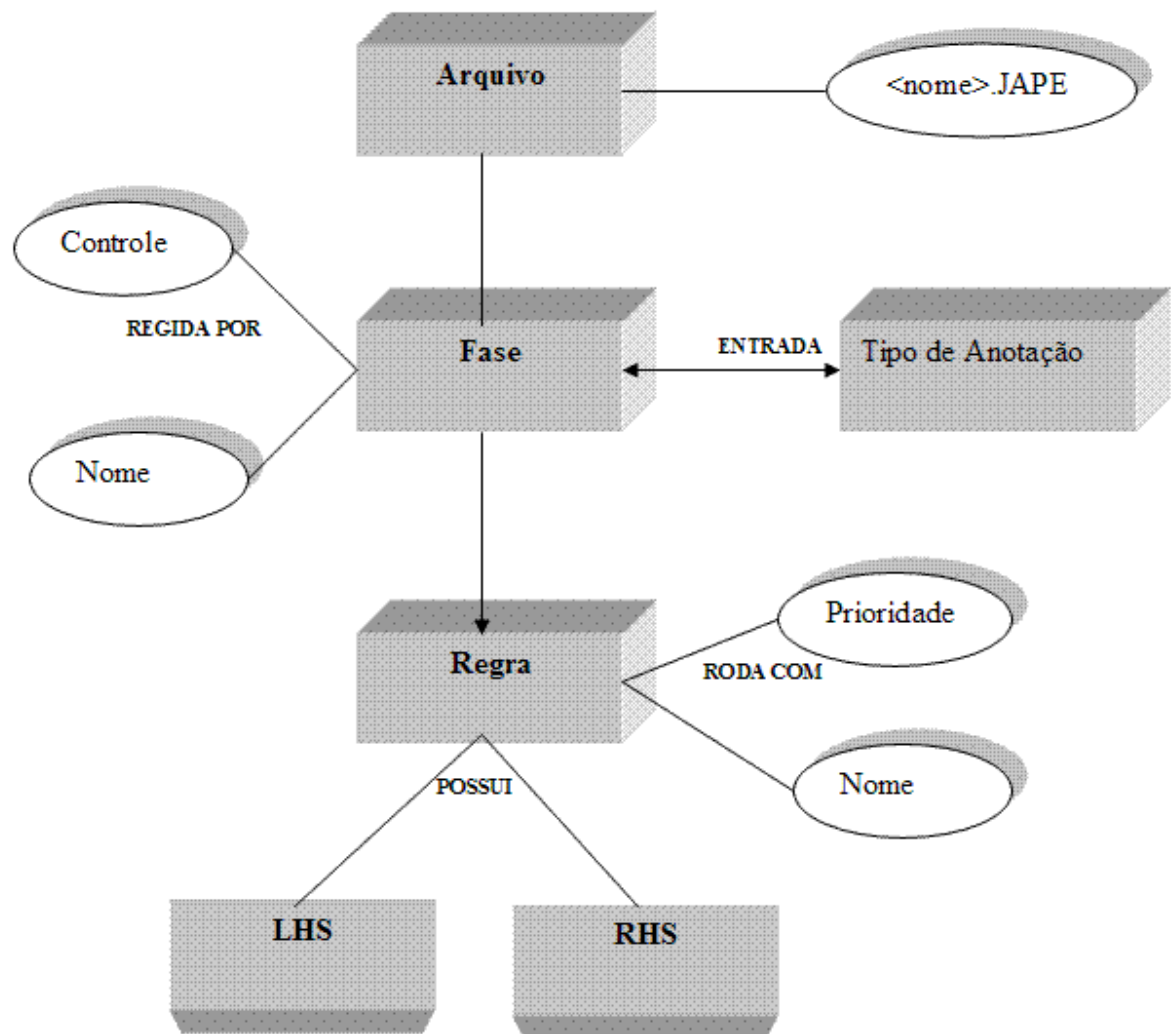 Arquivo
<nome>.JAPE
Controle
REGIDA POR
Fase
ENTRADA
Tipo de Anotação
Nome
Regra
Prioridade
RODA COM
Nome
POSSUI
LHS
RHS